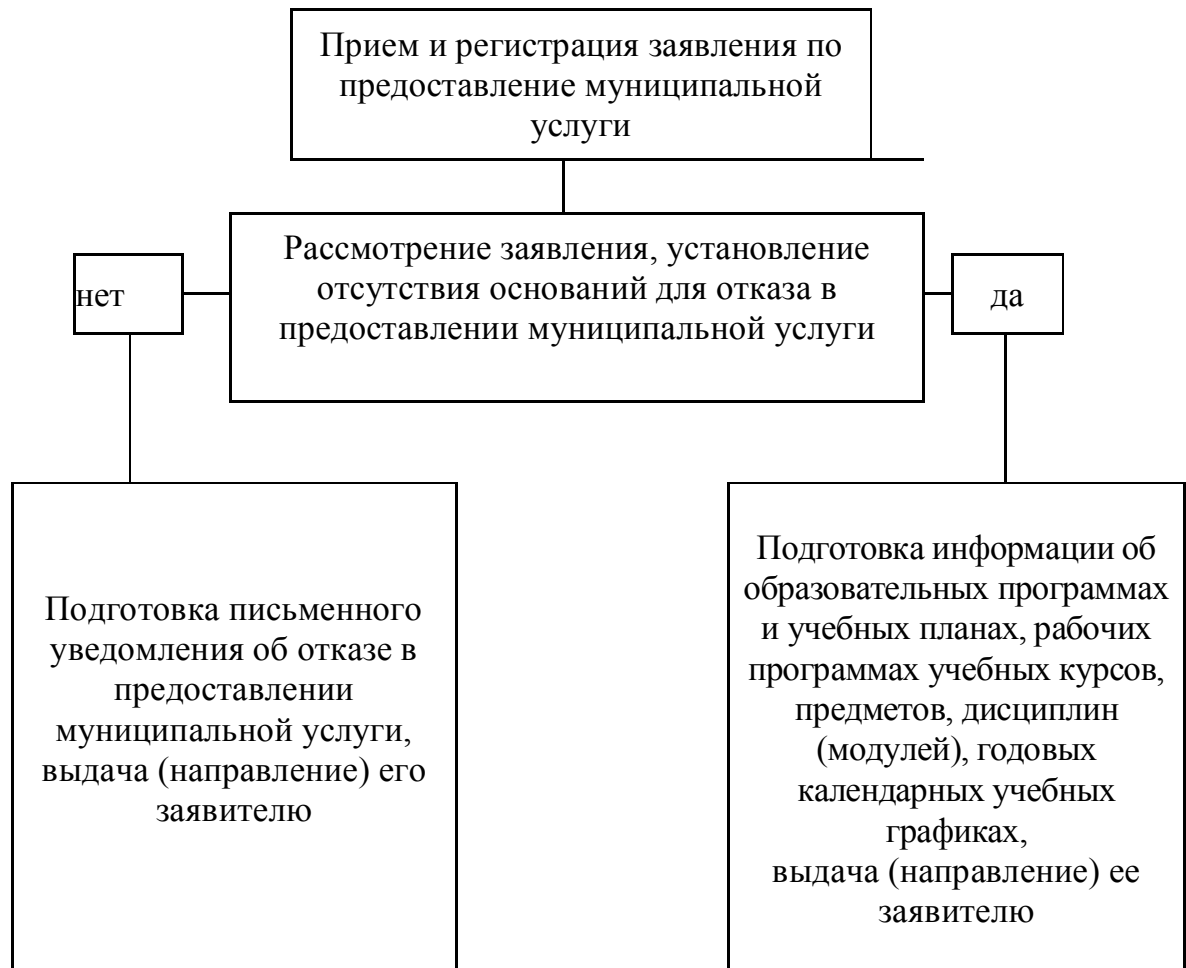 Прием и регистрация заявления по
предоставление муниципальной
услуги
Рассмотрение заявления, установление
отсутствия оснований для отказа в
предоставлении муниципальной услуги
нет
да
Подготовка письменного
уведомления об отказе в
предоставлении
муниципальной услуги,
выдача (направление) его
заявителю
Подготовка информации об
образовательных программах
и учебных планах, рабочих
программах учебных курсов,
предметов, дисциплин
(модулей), годовых
календарных учебных
графиках,
выдача (направление) ее
заявителю